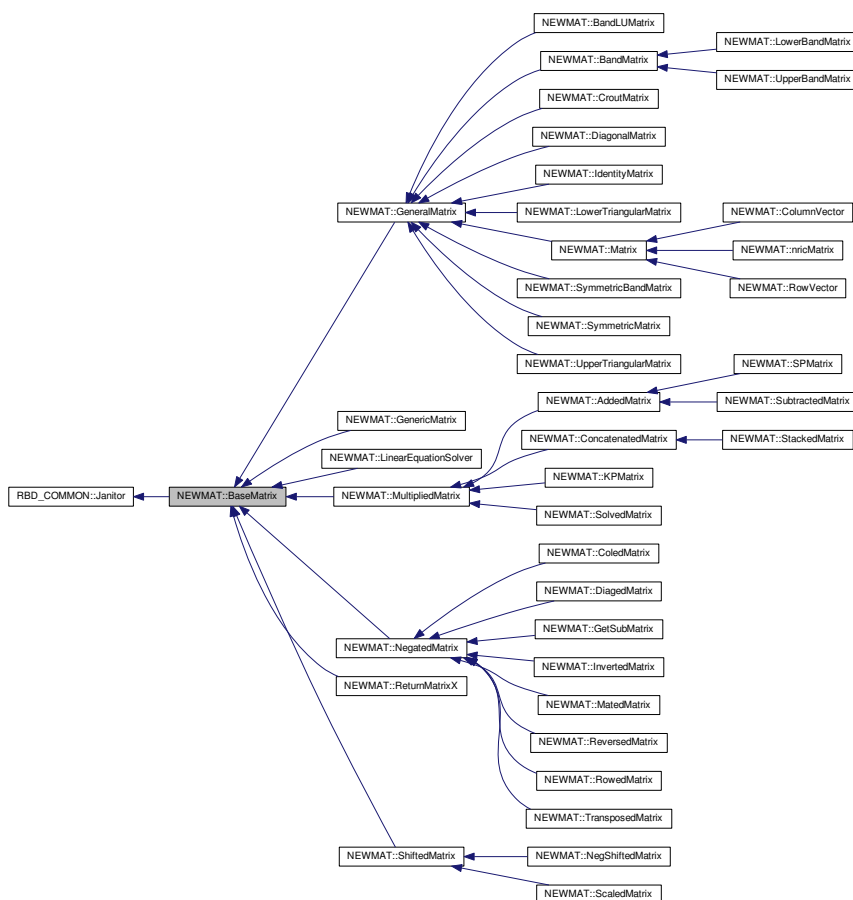 NEWMAT::BandLUMatrix
NEWMAT::LowerBandMatrix
NEWMAT::BandMatrix
NEWMAT::UpperBandMatrix
NEWMAT::CroutMatrix
NEWMAT::DiagonalMatrix
NEWMAT::IdentityMatrix
NEWMAT::GeneralMatrix
NEWMAT::LowerTriangularMatrix
NEWMAT::ColumnVector
NEWMAT::Matrix
NEWMAT::nricMatrix
NEWMAT::SymmetricBandMatrix
NEWMAT::RowVector
NEWMAT::SymmetricMatrix
NEWMAT::UpperTriangularMatrix
NEWMAT::SPMatrix
NEWMAT::AddedMatrix
NEWMAT::SubtractedMatrix
NEWMAT::GenericMatrix
NEWMAT::ConcatenatedMatrix
NEWMAT::StackedMatrix
NEWMAT::LinearEquationSolver
NEWMAT::KPMatrix
RBD_COMMON::Janitor
NEWMAT::BaseMatrix
NEWMAT::MultipliedMatrix
NEWMAT::SolvedMatrix
NEWMAT::ColedMatrix
NEWMAT::DiagedMatrix
NEWMAT::GetSubMatrix
NEWMAT::NegatedMatrix
NEWMAT::InvertedMatrix
NEWMAT::ReturnMatrixX
NEWMAT::MatedMatrix
NEWMAT::ReversedMatrix
NEWMAT::RowedMatrix
NEWMAT::TransposedMatrix
NEWMAT::ShiftedMatrix
NEWMAT::NegShiftedMatrix
NEWMAT::ScaledMatrix